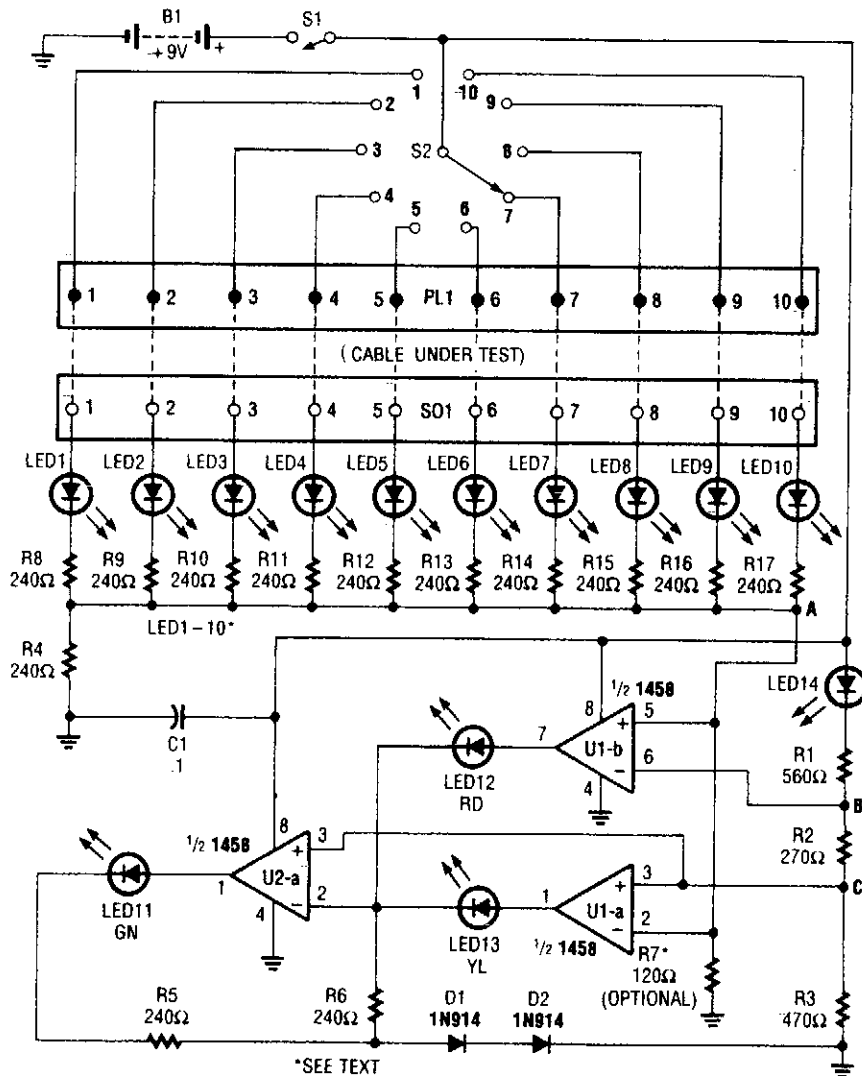 B1
S1
+ 9V
+
1
10
2
9
3
S2
8
4
7
5
6
1
2
3
4
5
PL1
6
7
8
9
10
(CABLE UNDER TEST)
1
2
3
4
5
SO1
6
7
8
9
10
LED1
LED2
LED3
LED4
LED5
LED6
LED7
LED8
LED9
LED10
R8
240Ω
R9
240Ω
R10
240Ω
R11
240Ω
R12
240Ω
R13
240Ω
R14
240Ω
R15
240Ω
R16
240Ω
R17
240Ω
A
LED1–10*
R4
240Ω
C1
.1
½ 1458
8
+
5
7
U1-b
6
−
4
LED12
RD
LED14
R1
560Ω
B
R2
270Ω
C
½ 1458
8
3
+
U2-a
1
2
−
4
LED11
GN
3
+
1
U1-a
2
−
½ 1458
LED13
YL
R7*
120Ω
(OPTIONAL)
R3
470Ω
R5
240Ω
R6
240Ω
D1
1N914
D2
1N914
*SEE TEXT